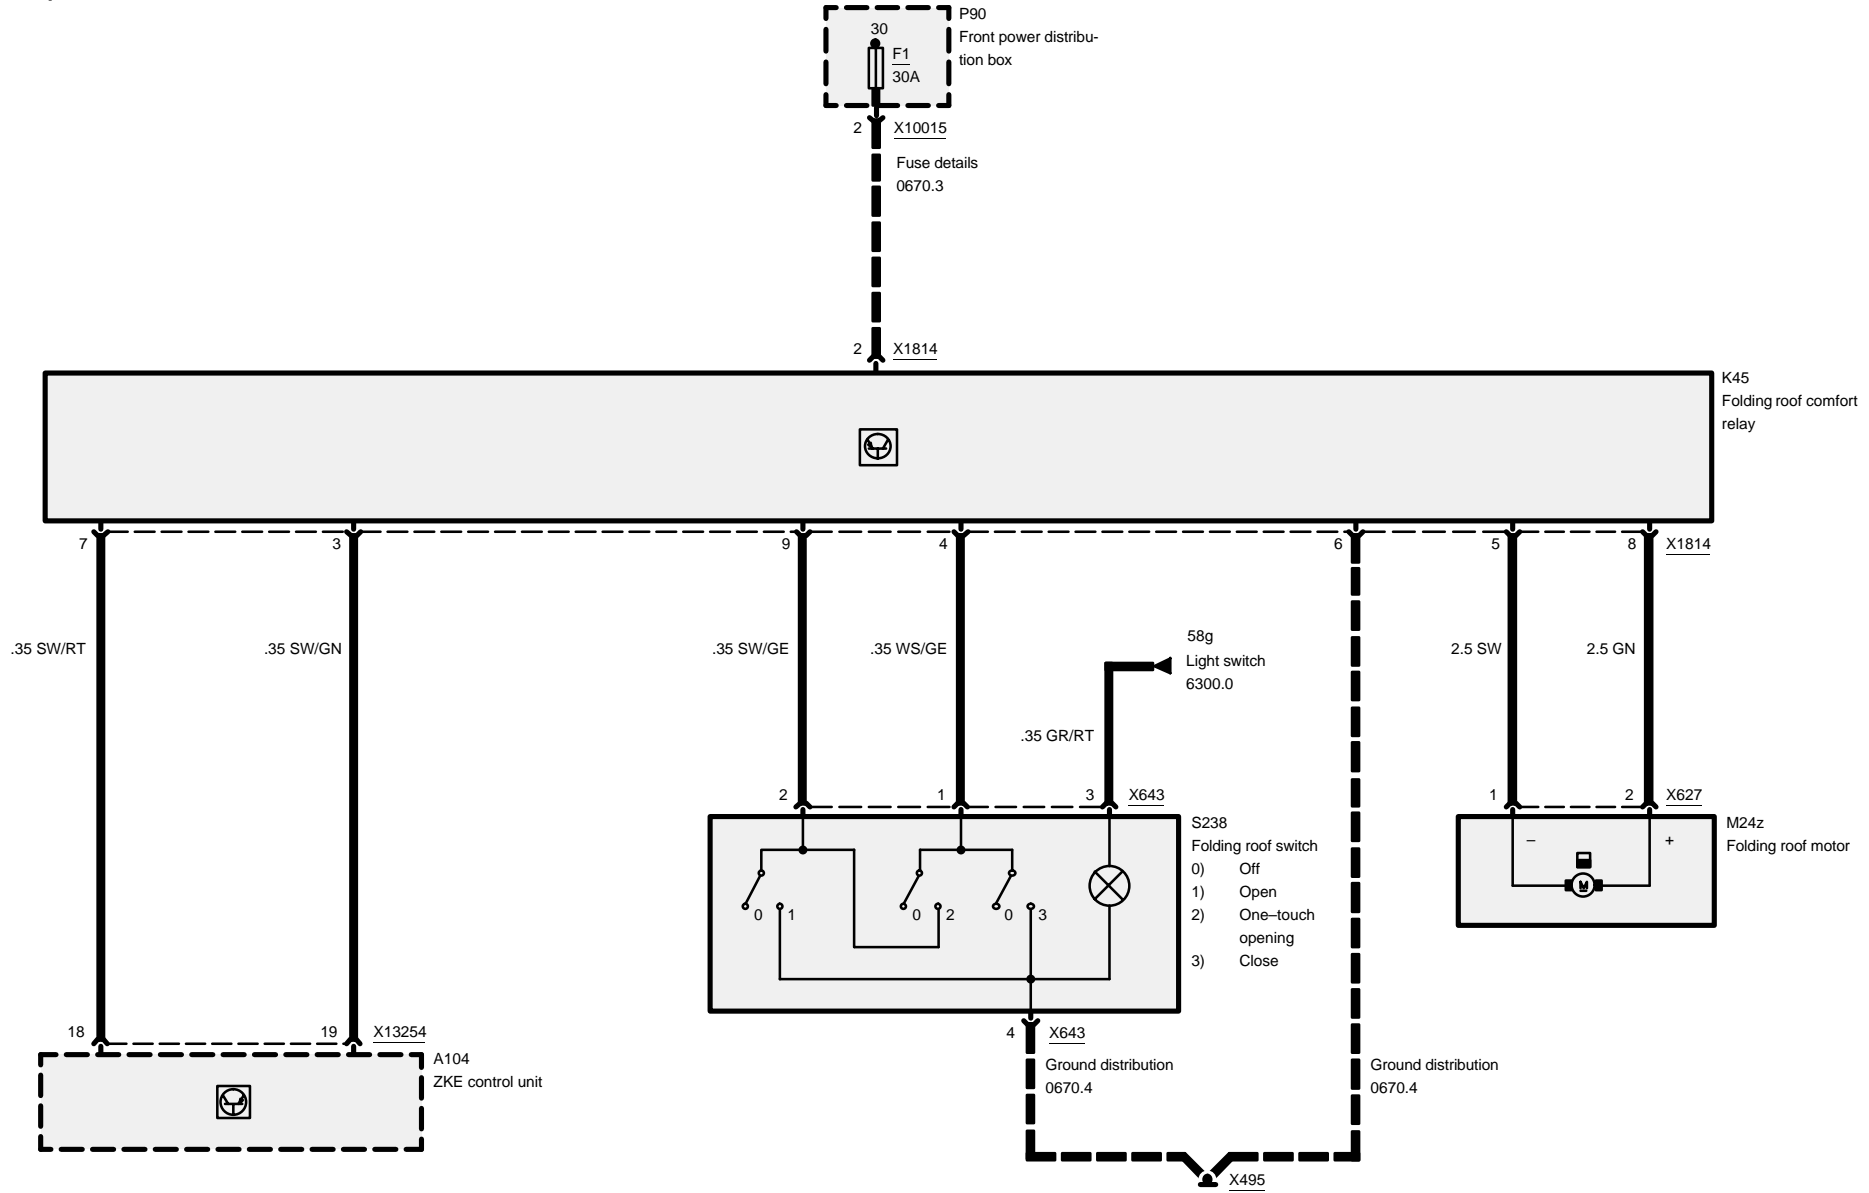 P90
30
Front power distribu-
F1
tion box
30A
2 X10015
Fuse details
0670.3
2 X1814
K45
Folding roof comfort
relay
7 3 9 4 6 5 8 X1814
.35 SW/RT .35 SW/GN .35 SW/GE .35 WS/GE 2.5 SW 2.5 GN
58g
Light switch
6300.0
.35 GR/RT
2 1 3 X643 1 2 X627
S238
Folding roof switch
0) Off
1) Open
2) One–touch
opening
3) Close
M24z
Folding roof motor
– +
M
0 1 0 2 0 3
18 19 X13254
A104
ZKE control unit
4 X643
Ground distribution
0670.4
Ground distribution
0670.4
X495